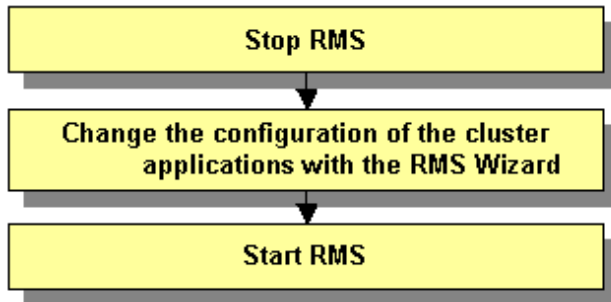 Stop RMS
Change the configuration of the cluster
applications with the RMS Wizard
Start RMS